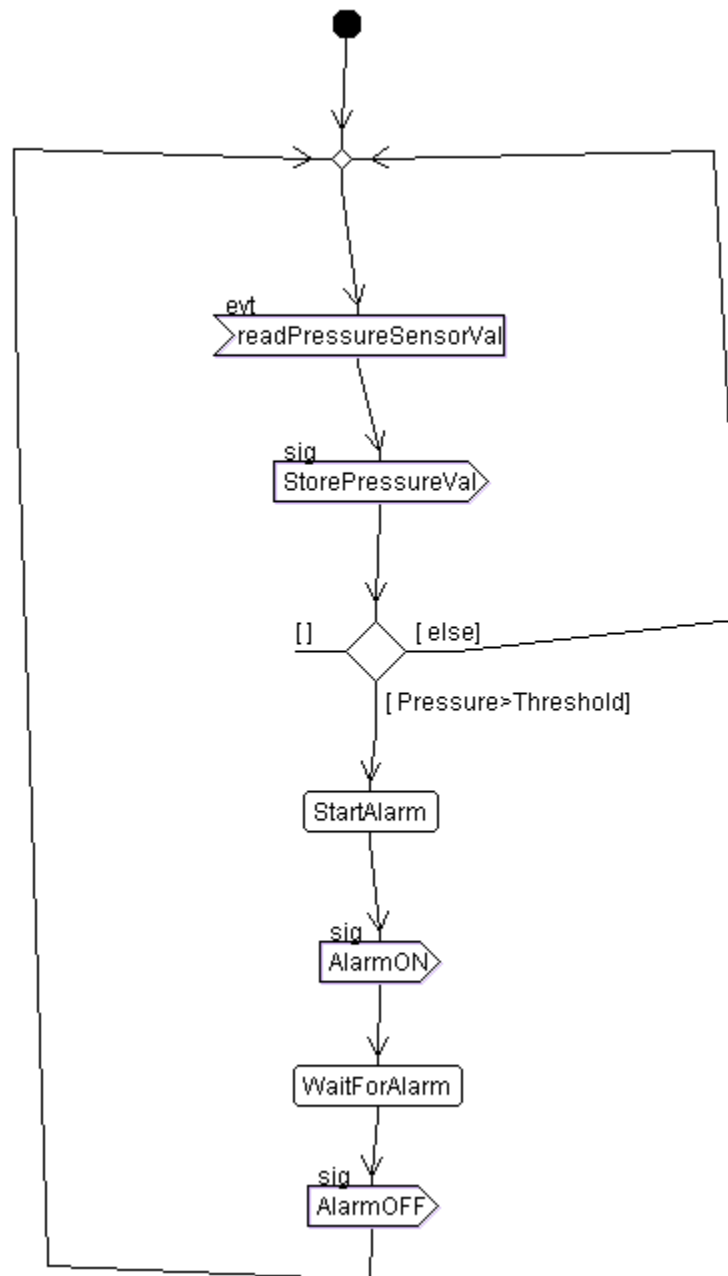 evt
readPressureSensorVal
sig
StorePressureVal
[ ]
[ else]
[ Pressure>Threshold]
StartAlarm
sig
AlarmON
WaitForAlarm
sig
AlarmOFF